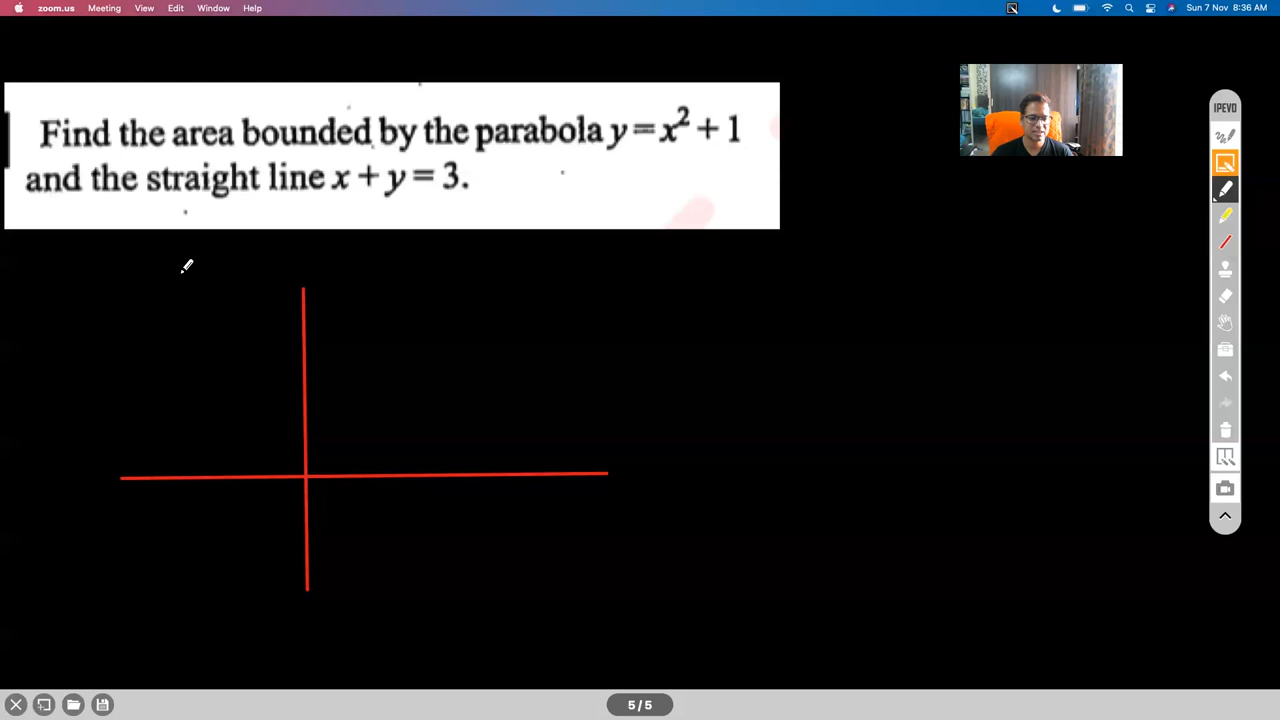 zoom.us Meeting View Edit Window Help Sun 7 Nov 8:36 AM
Find the area bounded by the parabola y = x² + 1
and the straight line x + y = 3.
IPEVO
5 / 5